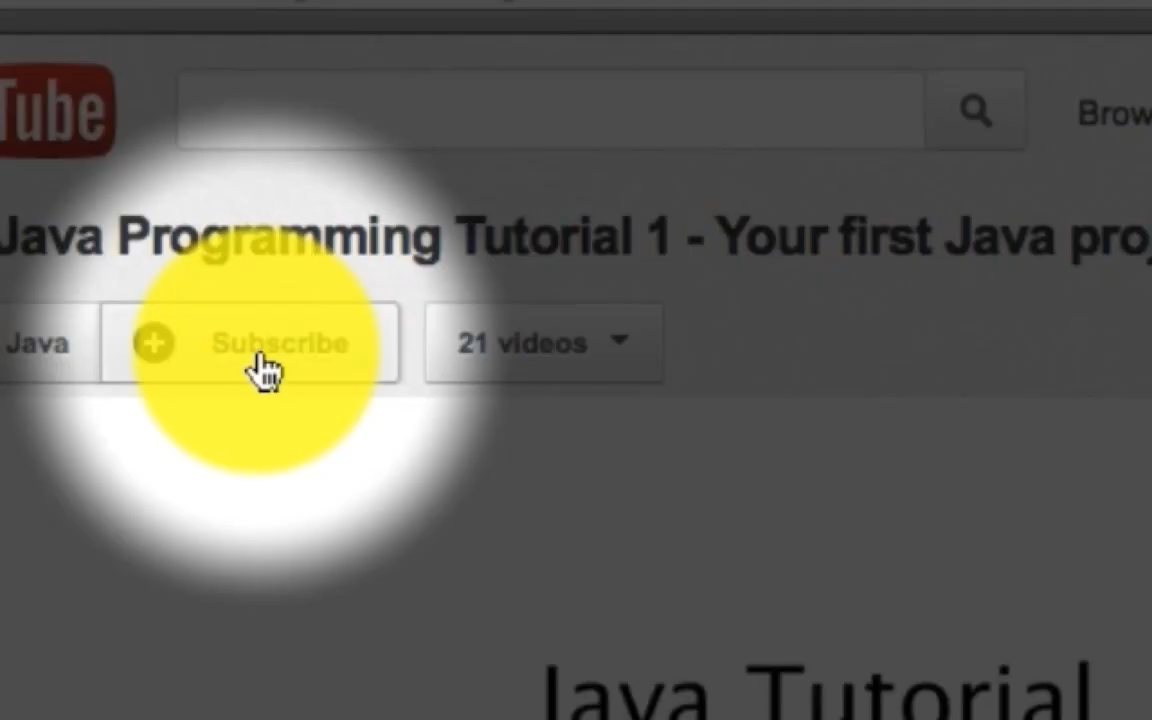 Tube
Brow
Java Programming Tutorial 1 - Your first Java proj
Java Subscribe 21 videos
Java Tutorial